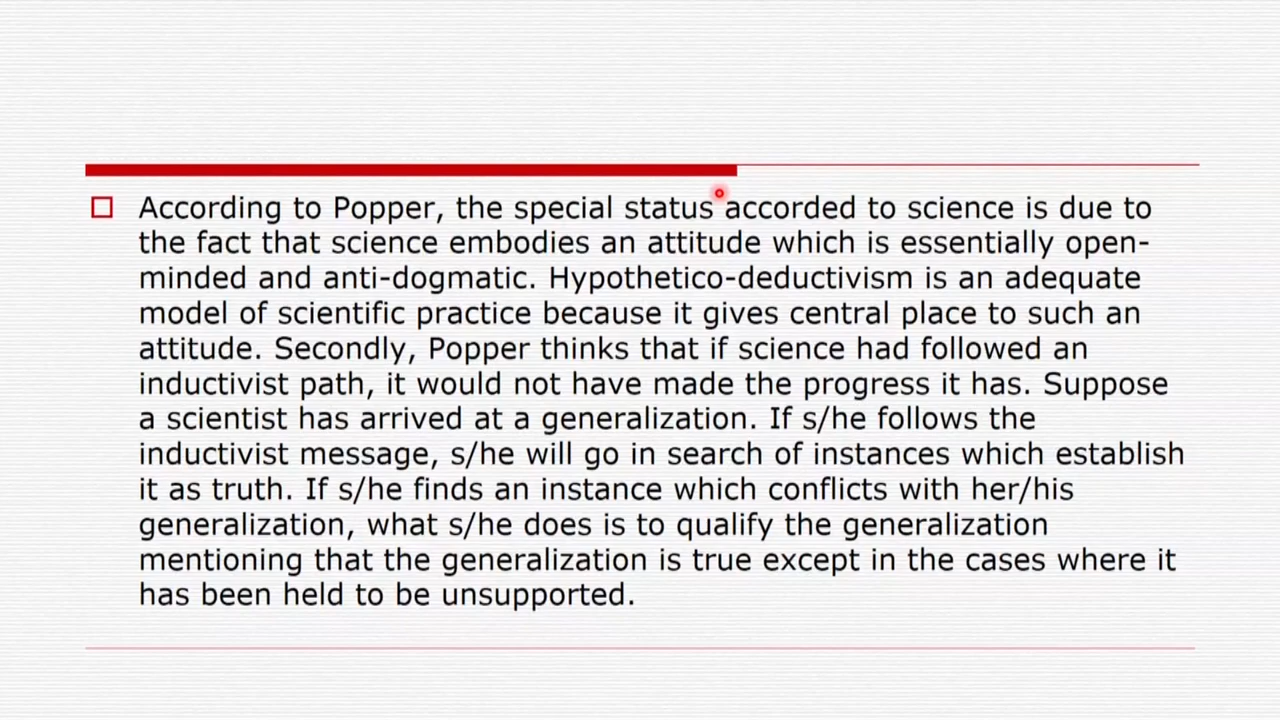 According to Popper, the special status accorded to science is due to
the fact that science embodies an attitude which is essentially open-
minded and anti-dogmatic. Hypothetico-deductivism is an adequate
model of scientific practice because it gives central place to such an
attitude. Secondly, Popper thinks that if science had followed an
inductivist path, it would not have made the progress it has. Suppose
a scientist has arrived at a generalization. If s/he follows the
inductivist message, s/he will go in search of instances which establish
it as truth. If s/he finds an instance which conflicts with her/his
generalization, what s/he does is to qualify the generalization
mentioning that the generalization is true except in the cases where it
has been held to be unsupported.